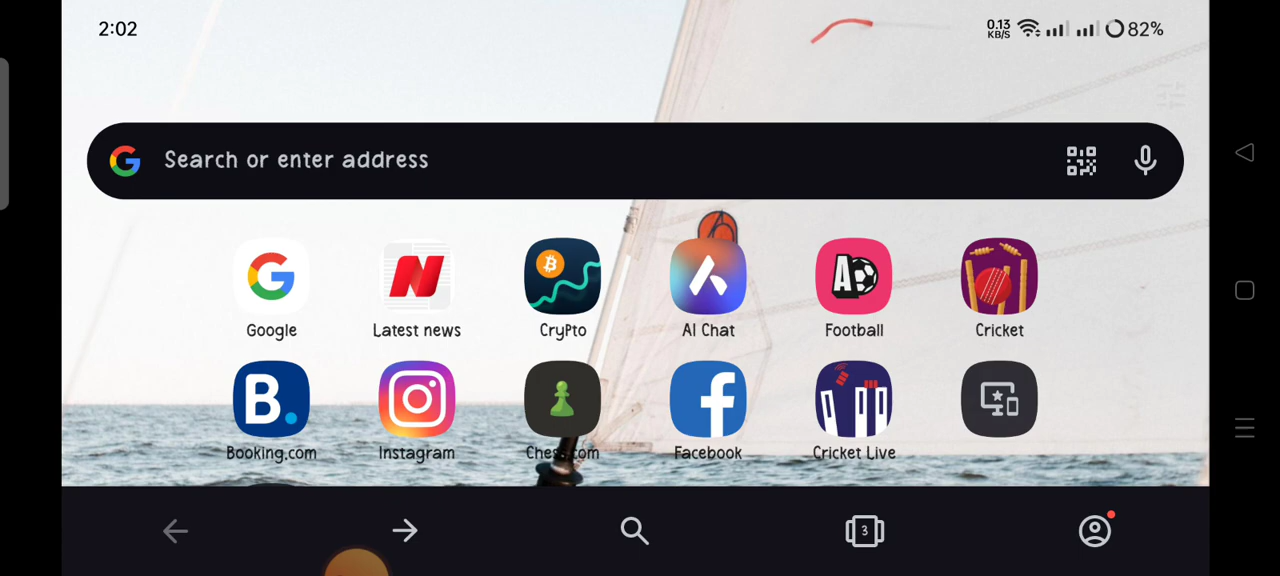 2:02
0.13
KB/S
82%
Search or enter address
Google
Latest news
Crypto
AI Chat
Football
Cricket
Booking.com
Instagram
Chess.com
Facebook
Cricket Live
3